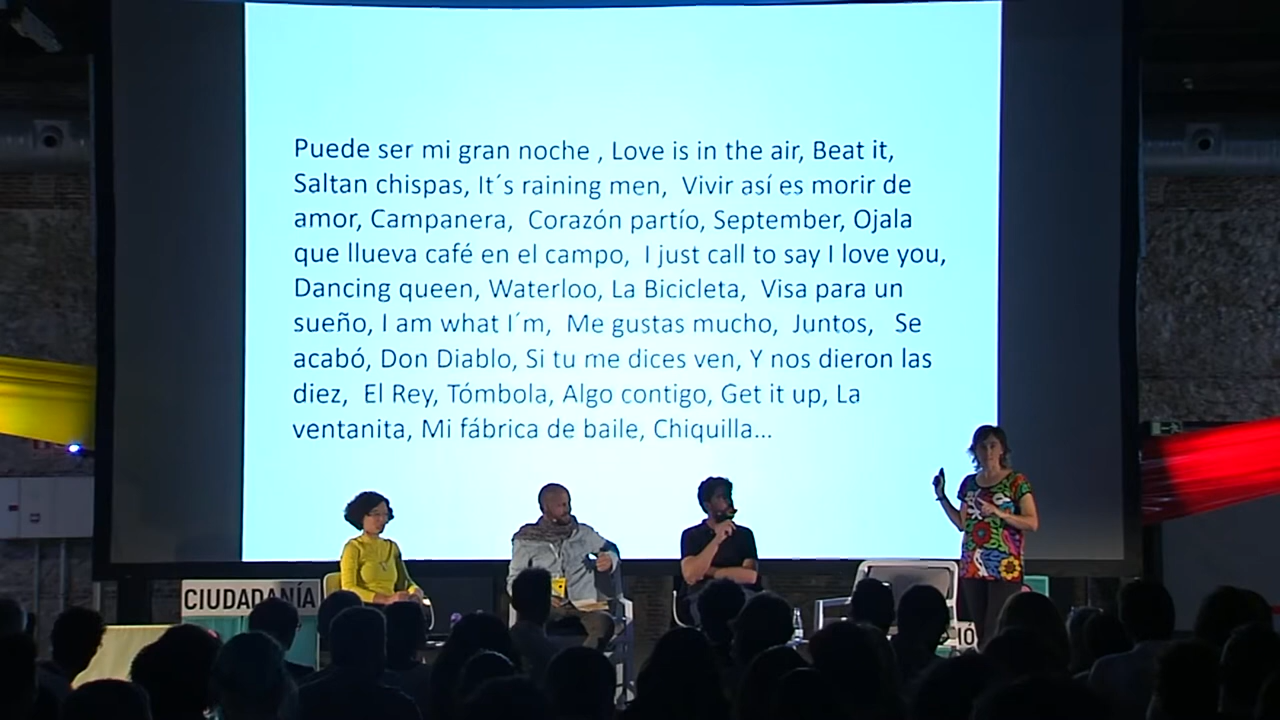 Puede ser mi gran noche , Love is in the air, Beat it,
Saltan chispas, It´s raining men, Vivir así es morir de
amor, Campanera, Corazón partío, September, Ojala
que llueva café en el campo, I just call to say I love you,
Dancing queen, Waterloo, La Bicicleta, Visa para un
sueño, I am what I´m, Me gustas mucho, Juntos, Se
acabó, Don Diablo, Si tu me dices ven, Y nos dieron las
diez, El Rey, Tómbola, Algo contigo, Get it up, La
ventanita, Mi fábrica de baile, Chiquilla...
CIUDADANÍA